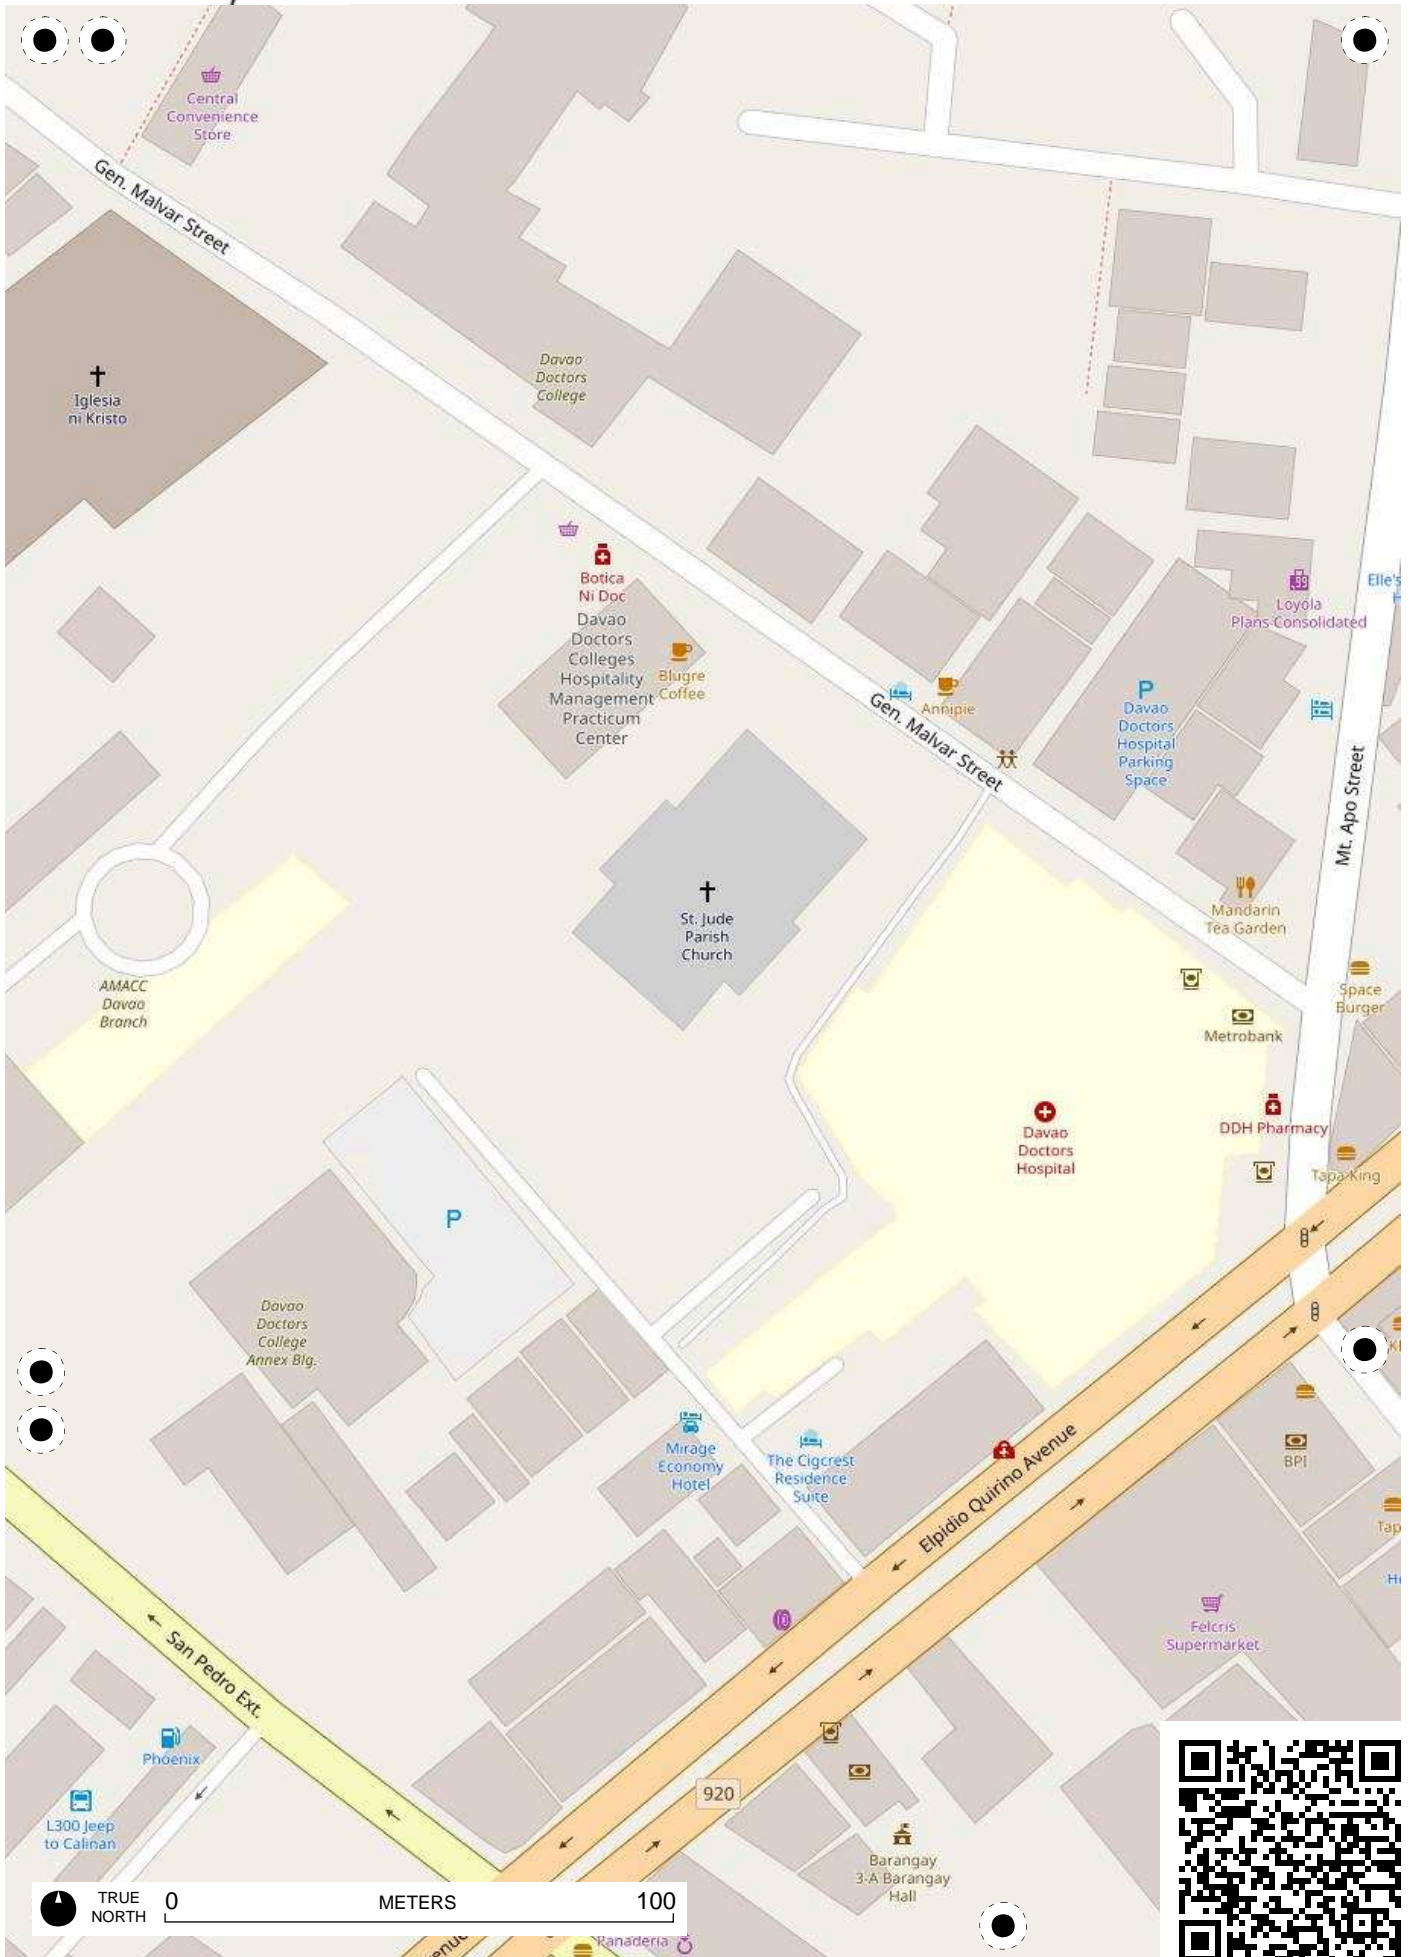 Central
Convenience
Store
Gen. Malvar Street
Iglesia
ni Kristo
Davao
Doctors
College
Botica
Ni Doc
Davao
Doctors
Colleges
Hospitality
Management
Practicum
Center
Blugre
Coffee
Annipie
Gen. Malvar Street
Loyola
Plans Consolidated
Elle's
H
P
Davao
Doctors
Hospital
Parking
Space
Mt. Apo Street
St. Jude
Parish
Church
Mandarin
Tea Garden
Space
Burger
Metrobank
AMACC
Davao
Branch
Davao
Doctors
Hospital
DDH Pharmacy
Tapa King
P
Davao
Doctors
College
Annex Blg.
Mirage
Economy
Hotel
The Cigcrest
Residence
Suite
Elpidio Quirino Avenue
BPI
Tap
Felcris
Supermarket
San Pedro Ext.
Phoenix
L300 Jeep
to Calinan
920
Barangay
3-A Barangay
Hall
TRUE
NORTH
0 METERS 100
Panaderia